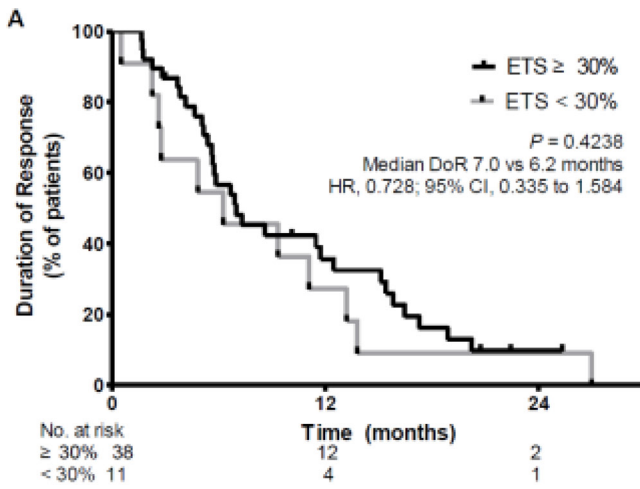 A
Duration of Response
(% of patients)
100
80
60
40
20
0
ETS ≥ 30%
ETS < 30%
P = 0.4238
Median DoR 7.0 vs 6.2 months
HR, 0.728; 95% CI, 0.335 to 1.584
0 12 24
Time (months)
No. at risk
≥ 30% 38 12 2
< 30% 11 4 1